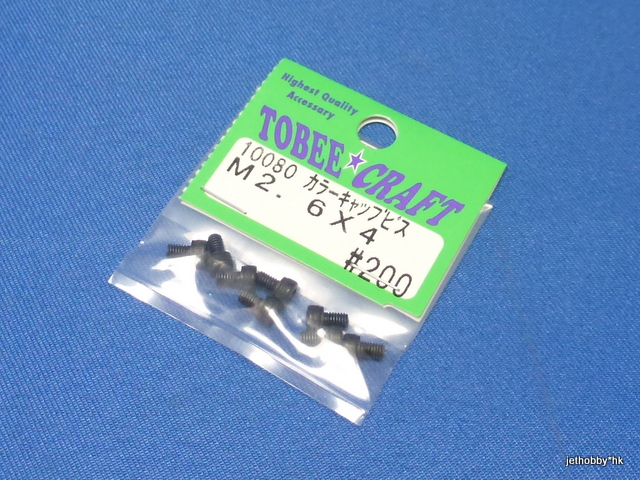 Highest Quality
Accessary
TOBEE☆CRAFT
10080 カラーキャップビス
M2. 6X4
#200
jethobby*hk